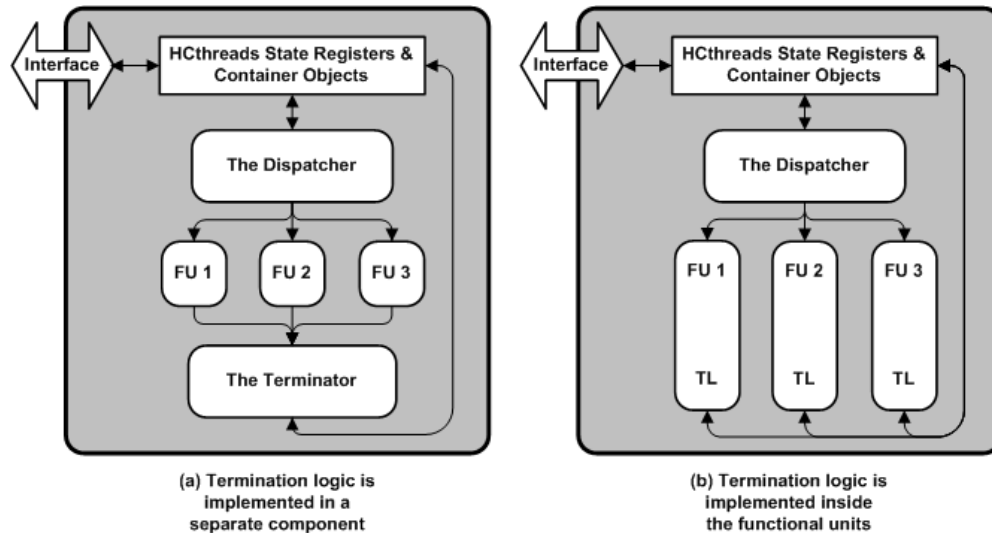 Interface
HCthreads State Registers &
Container Objects
The Dispatcher
FU 1
FU 2
FU 3
The Terminator
(a) Termination logic is
implemented in a
separate component
Interface
HCthreads State Registers &
Container Objects
The Dispatcher
FU 1
FU 2
FU 3
TL
TL
TL
(b) Termination logic is
implemented inside
the functional units